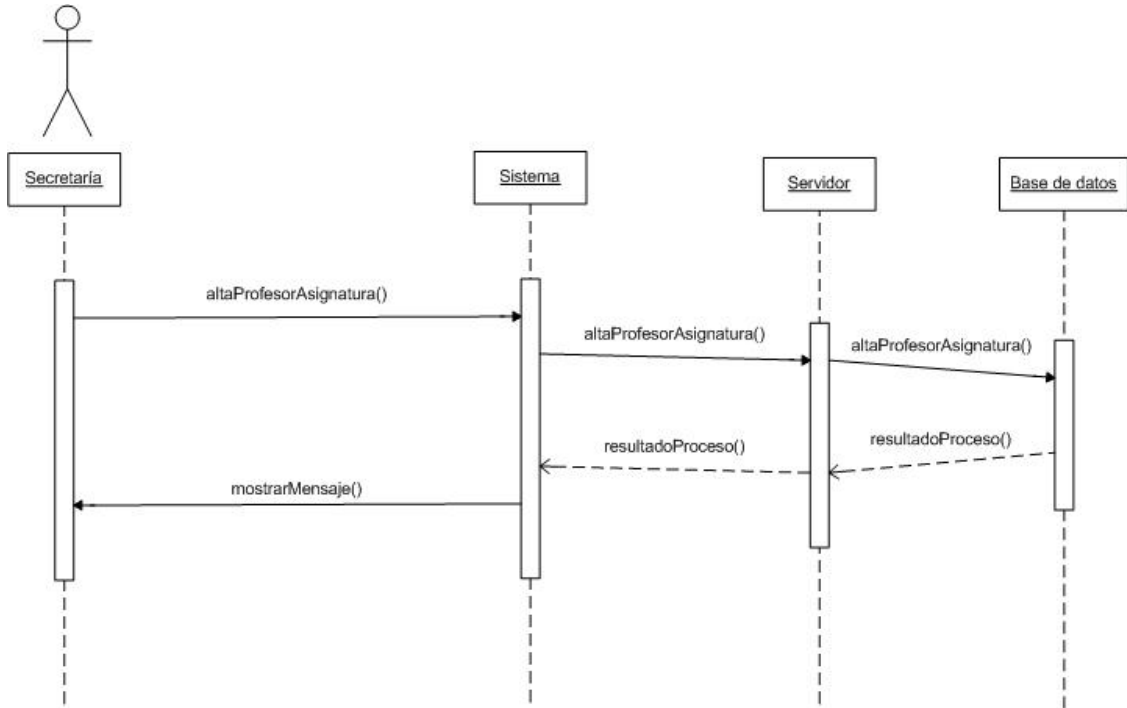 Secretaría
Sistema
Servidor
Base de datos
altaProfesorAsignatura()
altaProfesorAsignatura()
altaProfesorAsignatura()
resultadoProceso()
resultadoProceso()
mostrarMensaje()